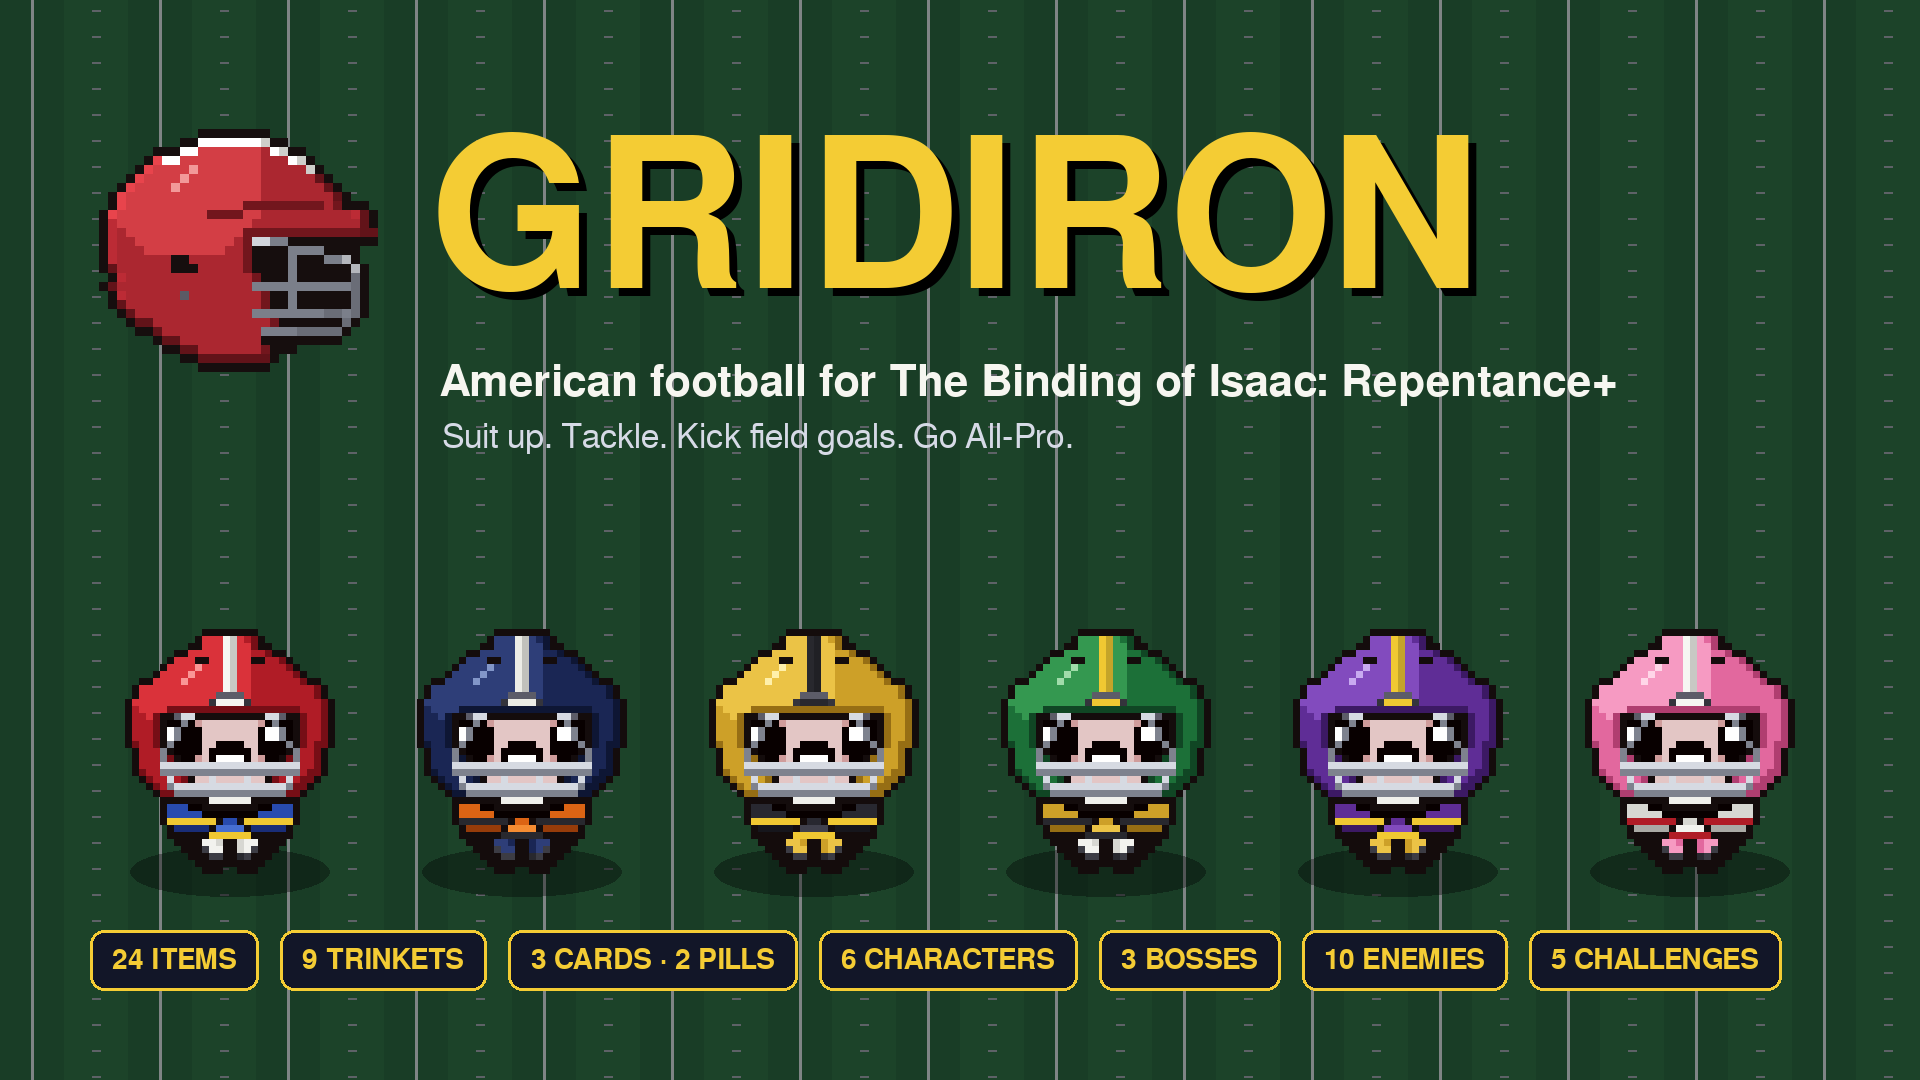 GRIDIRON
American football for The Binding of Isaac: Repentance+
Suit up. Tackle. Kick field goals. Go All-Pro.
24 ITEMS
9 TRINKETS
3 CARDS · 2 PILLS
6 CHARACTERS
3 BOSSES
10 ENEMIES
5 CHALLENGES